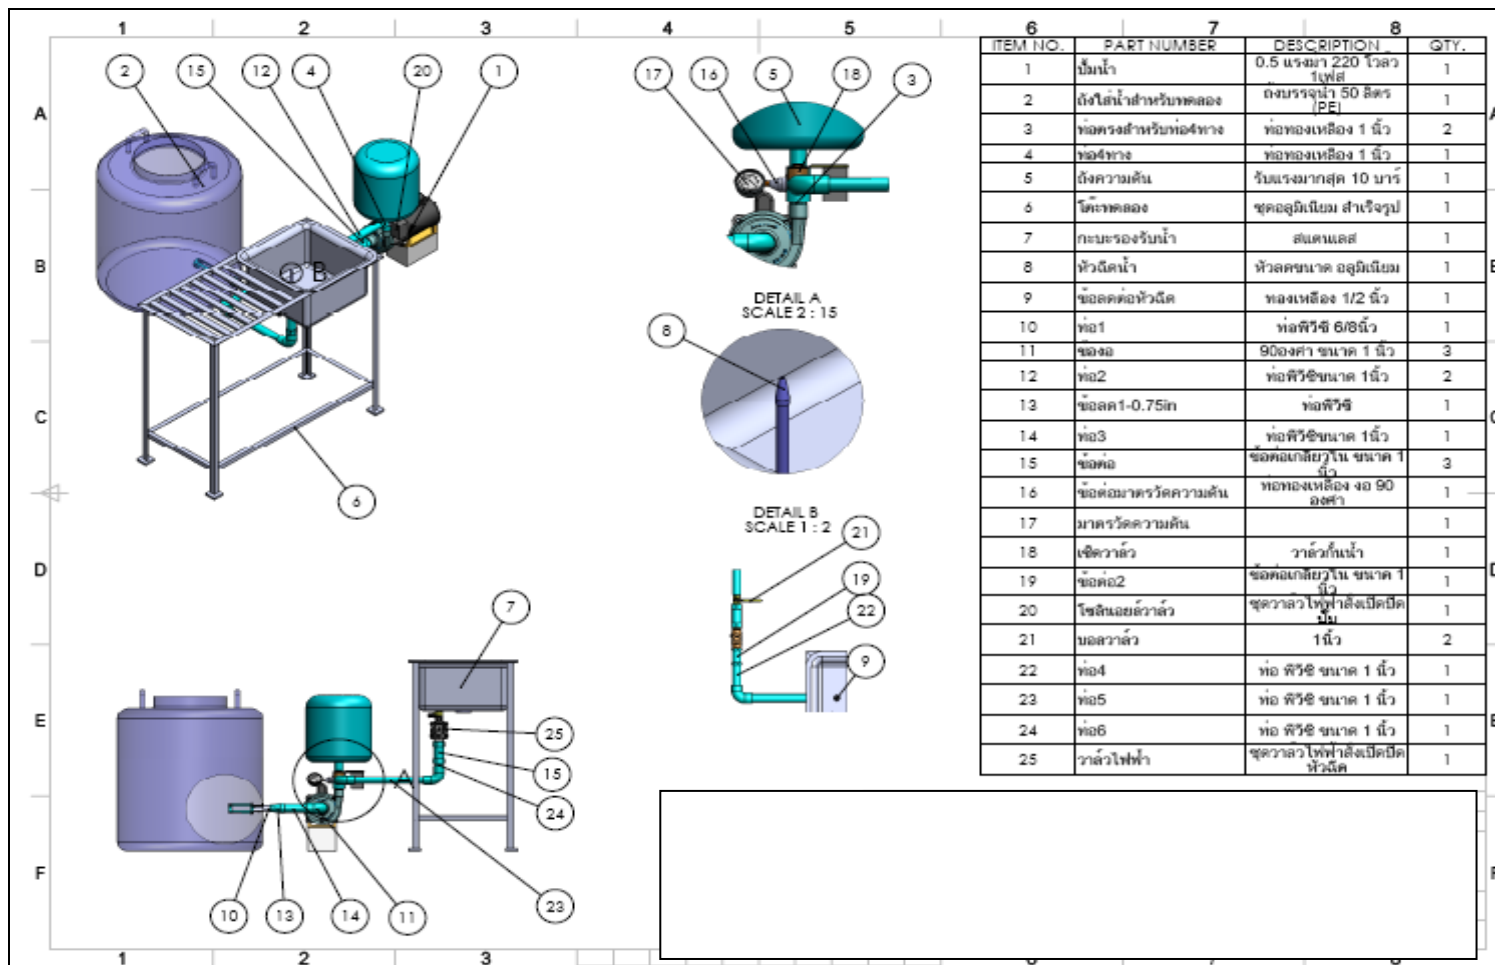 1 2 3 4 5 6 7 8
A
B
C
D
E
F
2 15 12 4 20 1
17 16 5 18 3
B
6
DETAIL A
SCALE 2 : 15
8
DETAIL B
SCALE 1 : 2
21
19
22
9
7
25
15
24
23
10 13 14 11
ITEM NO. PART NUMBER DESCRIPTION QTY.
1 ปั๊มน้ำ 0.5 แรงม้า 220 โวลว 1เฟส 1
2 ถังใส่น้ำสำหรับทดลอง ถังบรรจุน้ำ 50 ลิตร (PE) 1
3 ท่อตรงสำหรับท่อ4ทาง ท่อทองเหลือง 1 นิ้ว 2
4 ท่อ4ทาง ท่อทองเหลือง 1 นิ้ว 1
5 ถังความดัน รับแรงมากสุด 10 บาร์ 1
6 โต๊ะทดลอง ชุดอลูมิเนียม สำเร็จรูป 1
7 กะบะรองรับน้ำ สแตนเลส 1
8 หัวฉีดน้ำ หัวลดขนาด อลูมิเนียม 1
9 ข้อลดต่อหัวฉีด ทองเหลือง 1/2 นิ้ว 1
10 ท่อ1 ท่อพีวีซี 6/8นิ้ว 1
11 ข้องอ 90องศา ขนาด 1 นิ้ว 3
12 ท่อ2 ท่อพีวีซีขนาด 1นิ้ว 2
13 ข้อลด1-0.75in ท่อพีวีซี 1
14 ท่อ3 ท่อพีวีซีขนาด 1นิ้ว 1
15 ข้อต่อ ข้อต่อเกลียวใน ขนาด 1 นิ้ว 3
16 ข้อต่อมาตรวัดความดัน ท่อทองเหลือง งอ 90 องศา 1
17 มาตรวัดความดัน 1
18 เช็ควาล์ว วาล์วกั้นน้ำ 1
19 ข้อต่อ2 ข้อต่อเกลียวใน ขนาด 1 นิ้ว 1
20 โซลินอยล์วาล์ว ชุดวาลวไฟฟ้าสั่งเปิดปิด ปั๊ม 1
21 บอลวาล์ว 1นิ้ว 2
22 ท่อ4 ท่อ พีวีซี ขนาด 1 นิ้ว 1
23 ท่อ5 ท่อ พีวีซี ขนาด 1 นิ้ว 1
24 ท่อ6 ท่อ พีวีซี ขนาด 1 นิ้ว 1
25 วาล์วไฟฟ้า ชุดวาลวไฟฟ้าสั่งเปิดปิด หัวฉีด 1
1 2 3